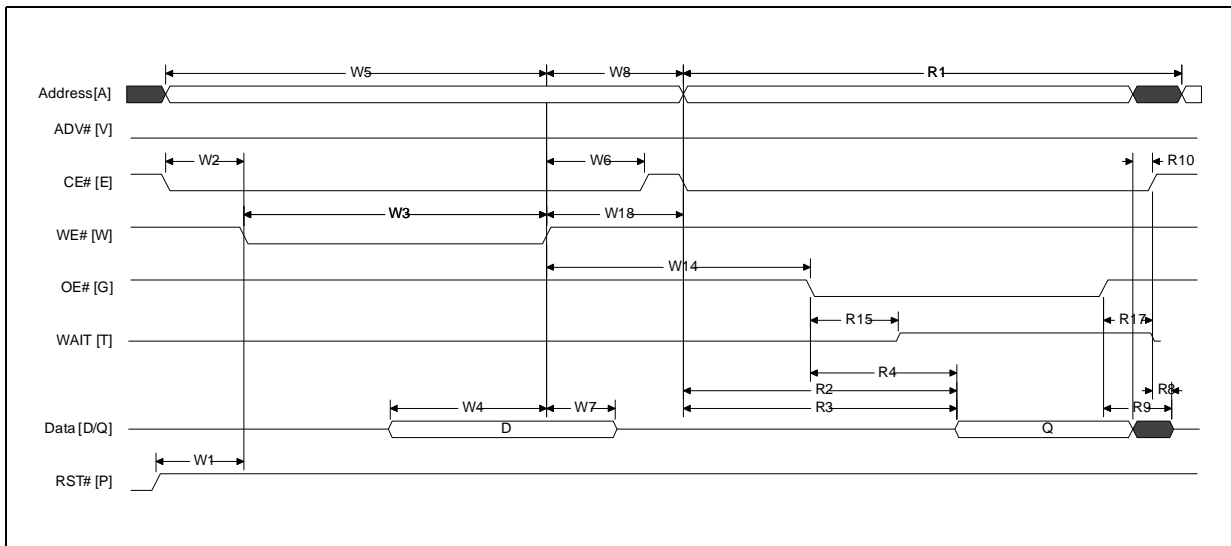 W5 W8 R1
Address[A]
ADV# [V]
W2 W6 R10
CE# [E]
W3 W18
WE# [W]
W14
OE# [G]
R15 R17
WAIT [T]
R4
R2 R8
W4 W7 R3 R9
Data [D/Q] D Q
W1
RST# [P]